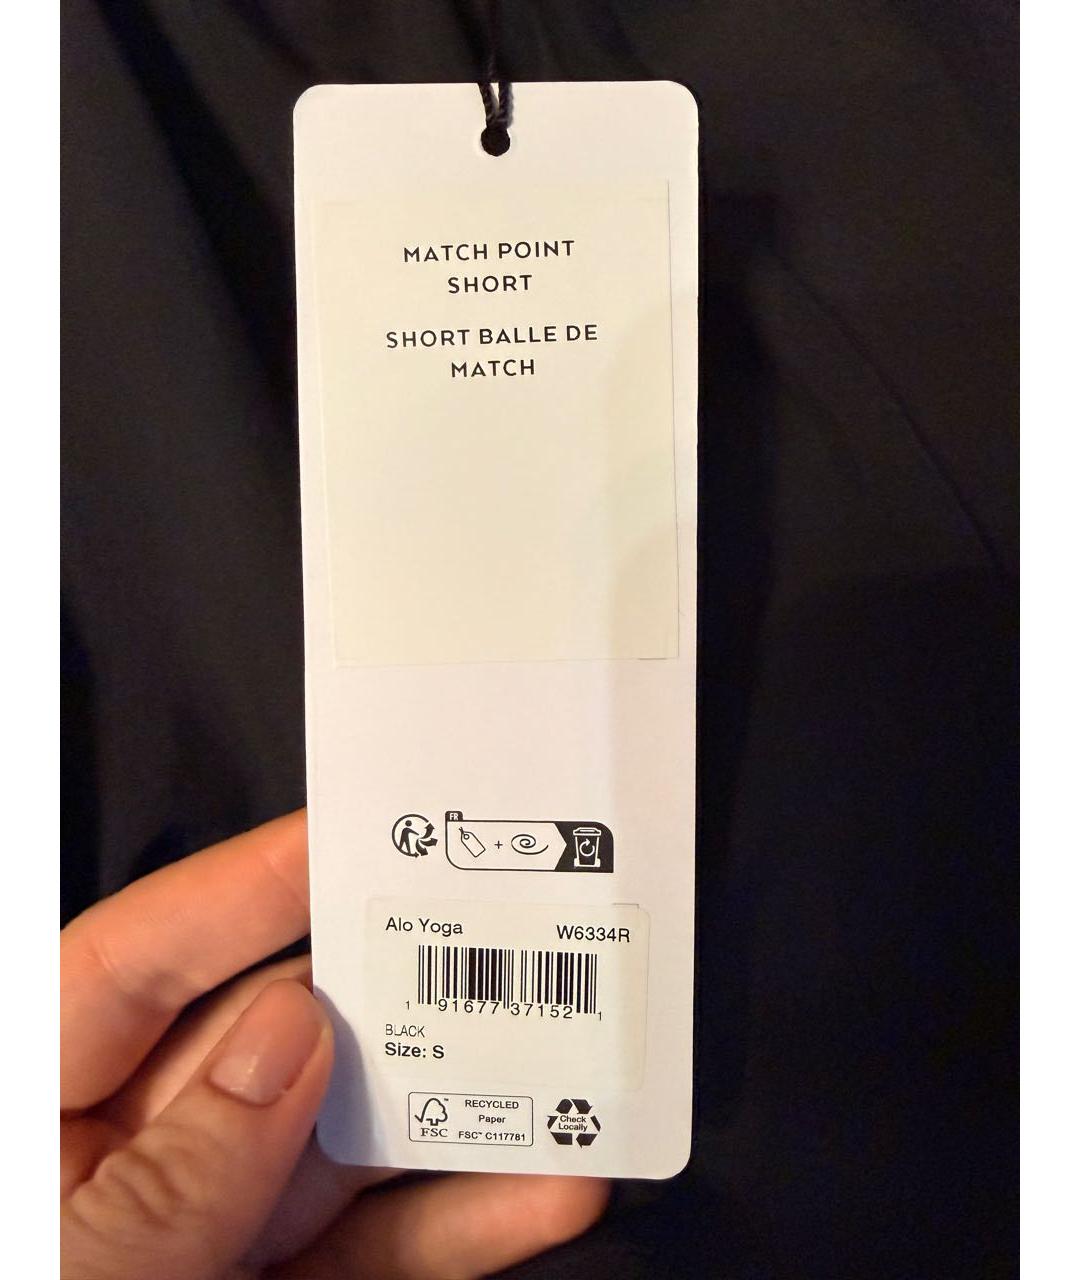 MATCH POINT
SHORT
SHORT BALLE DE
MATCH
FR
+
Alo Yoga W6334R
1 91677 37152 1
BLACK
Size: S
RECYCLED
Paper
FSC™ C117781
FSC
Check
Locally